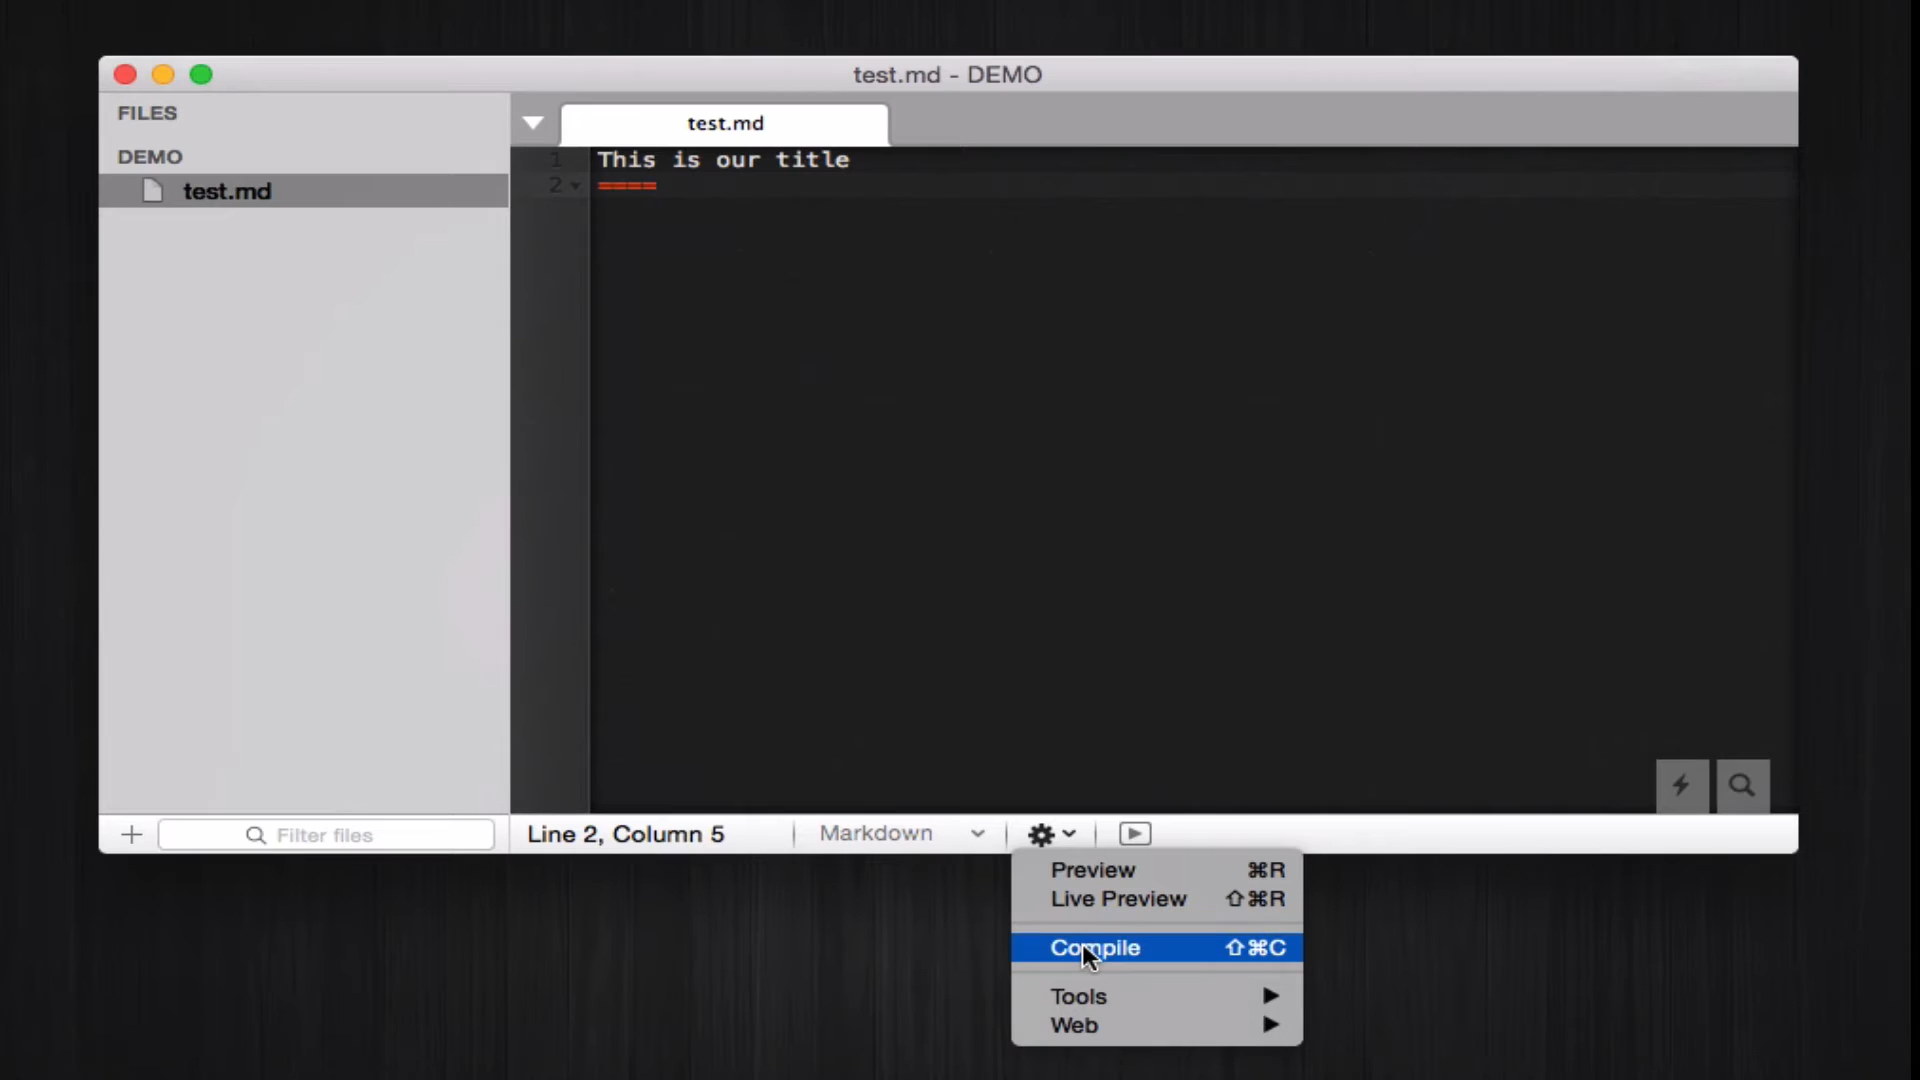 test.md - DEMO
FILES
DEMO
test.md
test.md
1 This is our title
2 ====
Filter files
Line 2, Column 5
Markdown
Preview ⌘R
Live Preview ⇧⌘R
Compile ⇧⌘C
Tools
Web